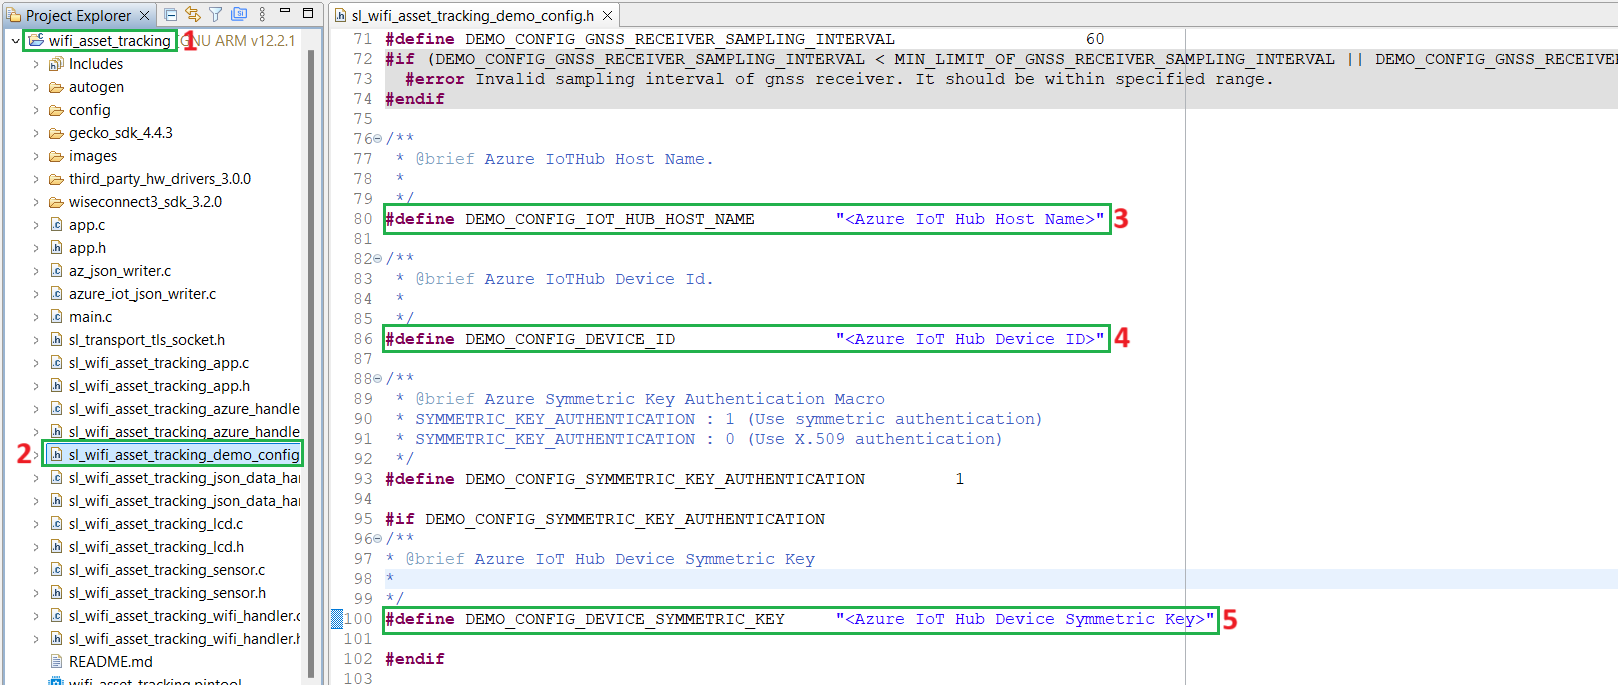 Project Explorer
wifi_asset_tracking
GNU ARM v12.2.1
1
Includes
autogen
config
gecko_sdk_4.4.3
images
third_party_hw_drivers_3.0.0
wiseconnect3_sdk_3.2.0
app.c
app.h
az_json_writer.c
azure_iot_json_writer.c
main.c
sl_transport_tls_socket.h
sl_wifi_asset_tracking_app.c
sl_wifi_asset_tracking_app.h
sl_wifi_asset_tracking_azure_handle
sl_wifi_asset_tracking_azure_handle
2
sl_wifi_asset_tracking_demo_config
sl_wifi_asset_tracking_json_data_ha
sl_wifi_asset_tracking_json_data_ha
sl_wifi_asset_tracking_lcd.c
sl_wifi_asset_tracking_lcd.h
sl_wifi_asset_tracking_sensor.c
sl_wifi_asset_tracking_sensor.h
sl_wifi_asset_tracking_wifi_handler.c
sl_wifi_asset_tracking_wifi_handler.h
README.md
wifi_asset_tracking.pintool
sl_wifi_asset_tracking_demo_config.h
71 #define DEMO_CONFIG_GNSS_RECEIVER_SAMPLING_INTERVAL 60
72 #if (DEMO_CONFIG_GNSS_RECEIVER_SAMPLING_INTERVAL < MIN_LIMIT_OF_GNSS_RECEIVER_SAMPLING_INTERVAL || DEMO_CONFIG_GNSS_RECEIVE
73 #error Invalid sampling interval of gnss receiver. It should be within specified range.
74 #endif
75
76 /**
77 * @brief Azure IoTHub Host Name.
78 *
79 */
80 #define DEMO_CONFIG_IOT_HUB_HOST_NAME "<Azure IoT Hub Host Name>" 3
81
82 /**
83 * @brief Azure IoTHub Device Id.
84 *
85 */
86 #define DEMO_CONFIG_DEVICE_ID "<Azure IoT Hub Device ID>" 4
87
88 /**
89 * @brief Azure Symmetric Key Authentication Macro
90 * SYMMETRIC_KEY_AUTHENTICATION : 1 (Use symmetric authentication)
91 * SYMMETRIC_KEY_AUTHENTICATION : 0 (Use X.509 authentication)
92 */
93 #define DEMO_CONFIG_SYMMETRIC_KEY_AUTHENTICATION 1
94
95 #if DEMO_CONFIG_SYMMETRIC_KEY_AUTHENTICATION
96 /**
97 * @brief Azure IoT Hub Device Symmetric Key
98 *
99 */
100 #define DEMO_CONFIG_DEVICE_SYMMETRIC_KEY "<Azure IoT Hub Device Symmetric Key>" 5
101
102 #endif
103